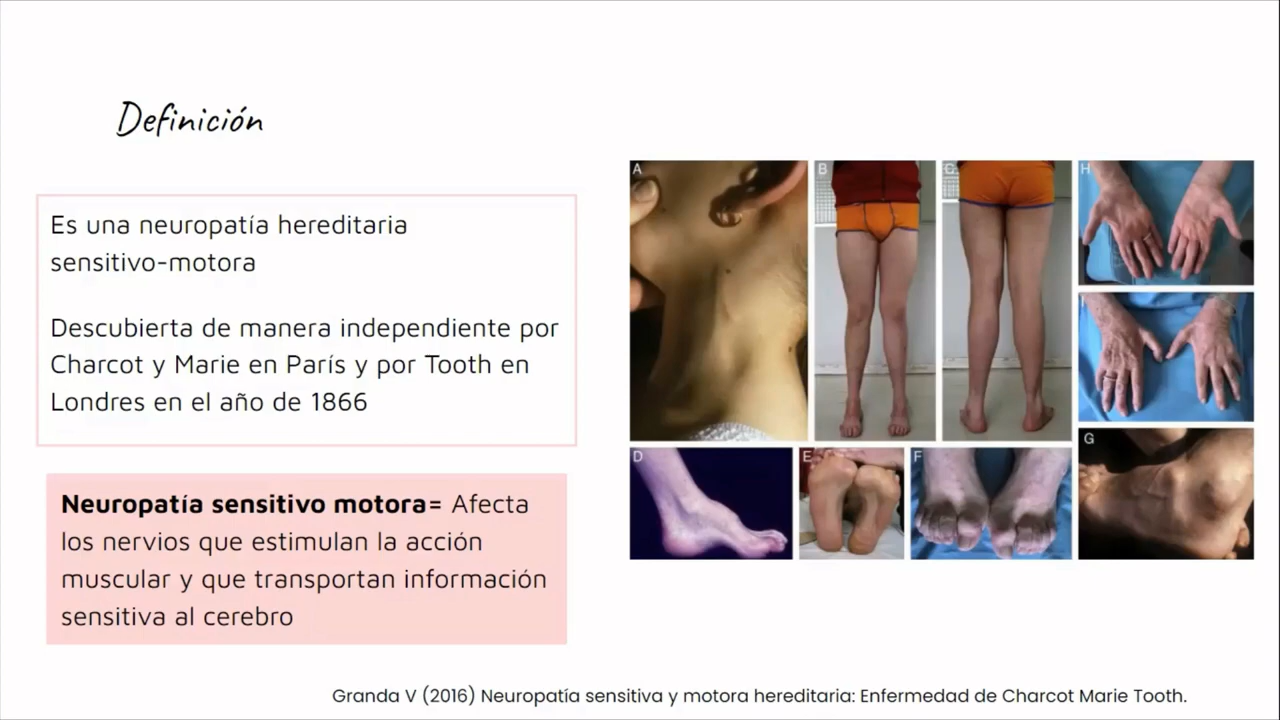 Definición
Es una neuropatía hereditaria
sensitivo-motora
Descubierta de manera independiente por
Charcot y Marie en París y por Tooth en
Londres en el año de 1866
Neuropatía sensitivo motora= Afecta
los nervios que estimulan la acción
muscular y que transportan información
sensitiva al cerebro
A
B
C
H
D
E
F
G
Granda V (2016) Neuropatía sensitiva y motora hereditaria: Enfermedad de Charcot Marie Tooth.